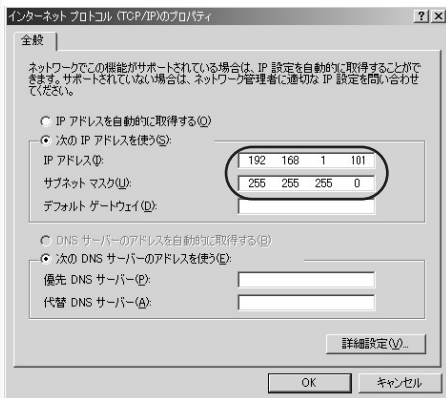 インターネット プロトコル (TCP/IP)のプロパティ
全般
ネットワークでこの機能がサポートされている場合は、IP 設定を自動的に取得することがで
きます。サポートされていない場合は、ネットワーク管理者に適切な IP 設定を問い合わせ
てください。
IP アドレスを自動的に取得する(O)
次の IP アドレスを使う(S):
IP アドレス(I): 192 168 1 101
サブネット マスク(U): 255 255 255 0
デフォルト ゲートウェイ(D):
DNS サーバーのアドレスを自動的に取得する(B)
次の DNS サーバーのアドレスを使う(E):
優先 DNS サーバー(P):
代替 DNS サーバー(A):
詳細設定(V)...
OK キャンセル